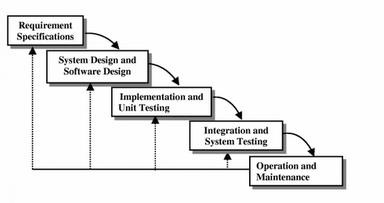 Requirement
Specifications
System Design and
Software Design
Implementation and
Unit Testing
Integration and
System Testing
Operation and
Maintenance